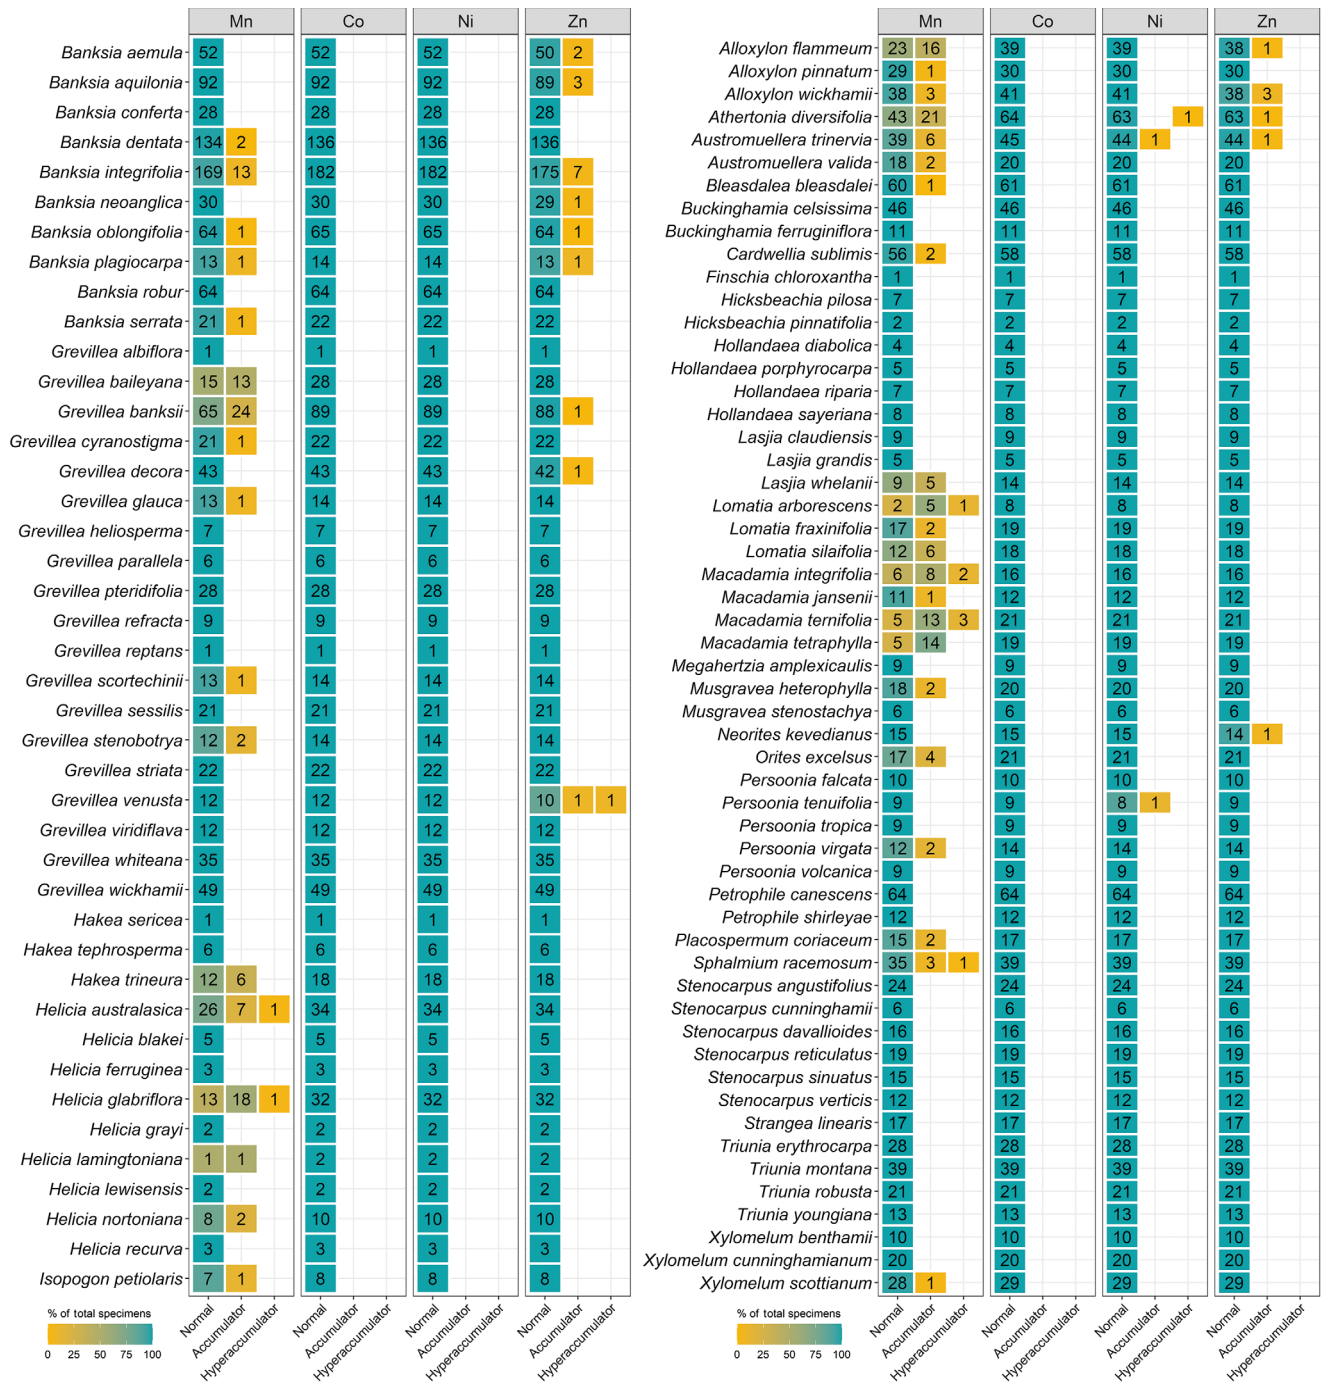 Mn Co Ni Zn
Banksia aemula 52 52 52 50 2
Banksia aquilonia 92 92 92 89 3
Banksia conferta 28 28 28 28
Banksia dentata 134 2 136 136 136
Banksia integrifolia 169 13 182 182 175 7
Banksia neoanglica 30 30 30 29 1
Banksia oblongifolia 64 1 65 65 64 1
Banksia plagiocarpa 13 1 14 14 13 1
Banksia robur 64 64 64 64
Banksia serrata 21 1 22 22 22
Grevillea albiflora 1 1 1 1
Grevillea baileyana 15 13 28 28 28
Grevillea banksii 65 24 89 89 88 1
Grevillea cyranostigma 21 1 22 22 22
Grevillea decora 43 43 43 42 1
Grevillea glauca 13 1 14 14 14
Grevillea heliosperma 7 7 7 7
Grevillea parallela 6 6 6 6
Grevillea pteridifolia 28 28 28 28
Grevillea refracta 9 9 9 9
Grevillea reptans 1 1 1 1
Grevillea scortechinii 13 1 14 14 14
Grevillea sessilis 21 21 21 21
Grevillea stenobotrya 12 2 14 14 14
Grevillea striata 22 22 22 22
Grevillea venusta 12 12 12 10 1 1
Grevillea viridiflava 12 12 12 12
Grevillea whiteana 35 35 35 35
Grevillea wickhamii 49 49 49 49
Hakea sericea 1 1 1 1
Hakea tephrosperma 6 6 6 6
Hakea trineura 12 6 18 18 18
Helicia australasica 26 7 1 34 34 34
Helicia blakei 5 5 5 5
Helicia ferruginea 3 3 3 3
Helicia glabriflora 13 18 1 32 32 32
Helicia grayi 2 2 2 2
Helicia lamingtoniana 1 1 2 2 2
Helicia lewisensis 2 2 2 2
Helicia nortoniana 8 2 10 10 10
Helicia recurva 3 3 3 3
Isopogon petiolaris 7 1 8 8 8
Normal Accumulator Hyperaccumulator Normal Accumulator Hyperaccumulator Normal Accumulator Hyperaccumulator Normal Accumulator Hyperaccumulator
% of total specimens
0 25 50 75 100
Mn Co Ni Zn
Alloxylon flammeum 23 16 39 39 38 1
Alloxylon pinnatum 29 1 30 30 30
Alloxylon wickhamii 38 3 41 41 38 3
Athertonia diversifolia 43 21 64 63 1 63 1
Austromuellera trinervia 39 6 45 44 1 44 1
Austromuellera valida 18 2 20 20 20
Bleasdalea bleasdalei 60 1 61 61 61
Buckinghamia celsissima 46 46 46 46
Buckinghamia ferruginiflora 11 11 11 11
Cardwellia sublimis 56 2 58 58 58
Finschia chloroxantha 1 1 1 1
Hicksbeachia pilosa 7 7 7 7
Hicksbeachia pinnatifolia 2 2 2 2
Hollandaea diabolica 4 4 4 4
Hollandaea porphyrocarpa 5 5 5 5
Hollandaea riparia 7 7 7 7
Hollandaea sayeriana 8 8 8 8
Lasjia claudiensis 9 9 9 9
Lasjia grandis 5 5 5 5
Lasjia whelanii 9 5 14 14 14
Lomatia arborescens 2 5 1 8 8 8
Lomatia fraxinifolia 17 2 19 19 19
Lomatia silaifolia 12 6 18 18 18
Macadamia integrifolia 6 8 2 16 16 16
Macadamia jansenii 11 1 12 12 12
Macadamia ternifolia 5 13 3 21 21 21
Macadamia tetraphylla 5 14 19 19 19
Megahertzia amplexicaulis 9 9 9 9
Musgravea heterophylla 18 2 20 20 20
Musgravea stenostachya 6 6 6 6
Neorites kevedianus 15 15 15 14 1
Orites excelsus 17 4 21 21 21
Persoonia falcata 10 10 10 10
Persoonia tenuifolia 9 9 8 1 9
Persoonia tropica 9 9 9 9
Persoonia virgata 12 2 14 14 14
Persoonia volcanica 9 9 9 9
Petrophile canescens 64 64 64 64
Petrophile shirleyae 12 12 12 12
Placospermum coriaceum 15 2 17 17 17
Sphalmium racemosum 35 3 1 39 39 39
Stenocarpus angustifolius 24 24 24 24
Stenocarpus cunninghamii 6 6 6 6
Stenocarpus davallioides 16 16 16 16
Stenocarpus reticulatus 19 19 19 19
Stenocarpus sinuatus 15 15 15 15
Stenocarpus verticis 12 12 12 12
Strangea linearis 17 17 17 17
Triunia erythrocarpa 28 28 28 28
Triunia montana 39 39 39 39
Triunia robusta 21 21 21 21
Triunia youngiana 13 13 13 13
Xylomelum benthamii 10 10 10 10
Xylomelum cunninghamianum 20 20 20 20
Xylomelum scottianum 28 1 29 29 29
Normal Accumulator Hyperaccumulator Normal Accumulator Hyperaccumulator Normal Accumulator Hyperaccumulator Normal Accumulator Hyperaccumulator
% of total specimens
0 25 50 75 100